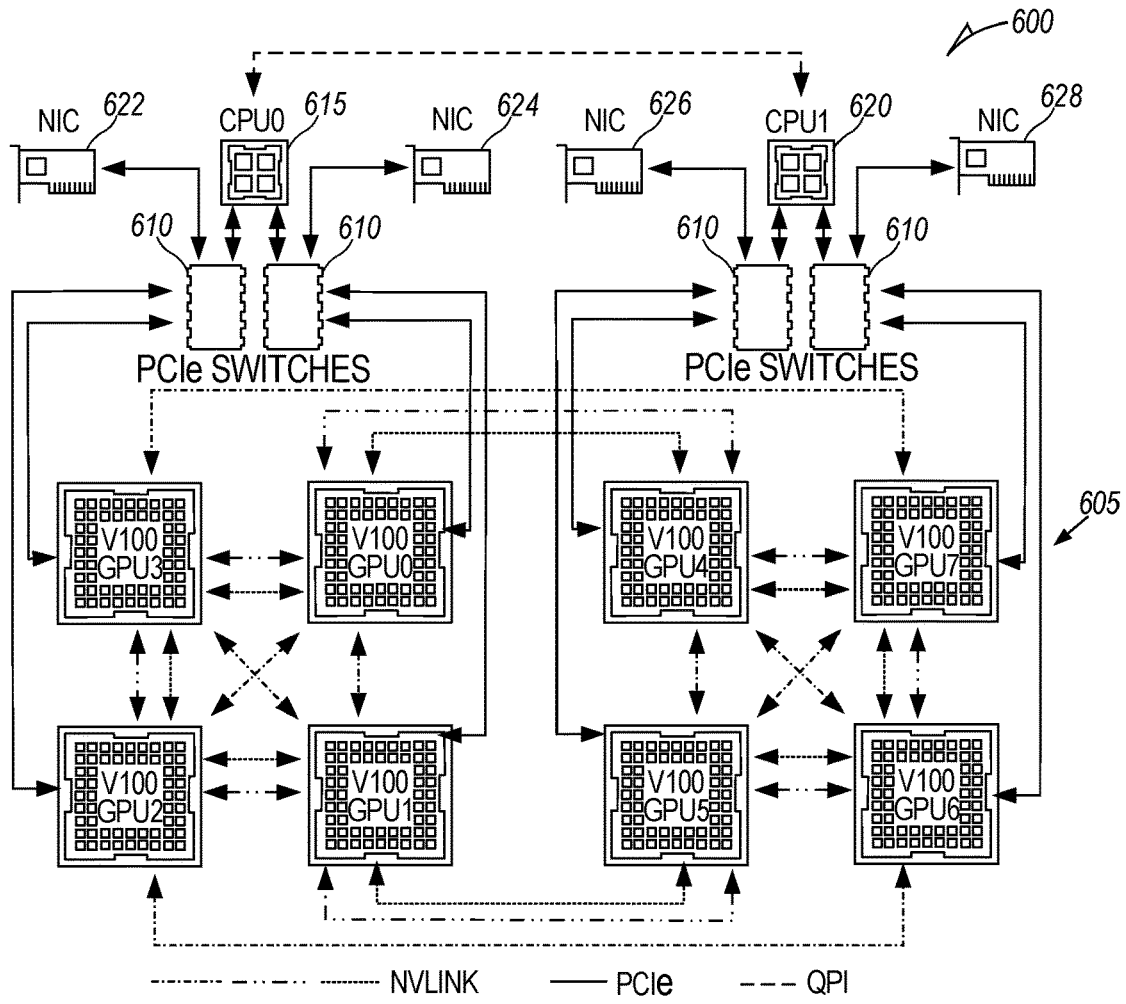 600
NIC
622
CPU0
615
624
NIC
NIC
626
CPU1
620
NIC
628
610
610
610
610
PCIe SWITCHES
PCIe SWITCHES
605
V100
GPU3
V100
GPU0
V100
GPU4
V100
GPU7
V100
GPU2
V100
GPU1
V100
GPU5
V100
GPU6
NVLINK
PCIe
QPI